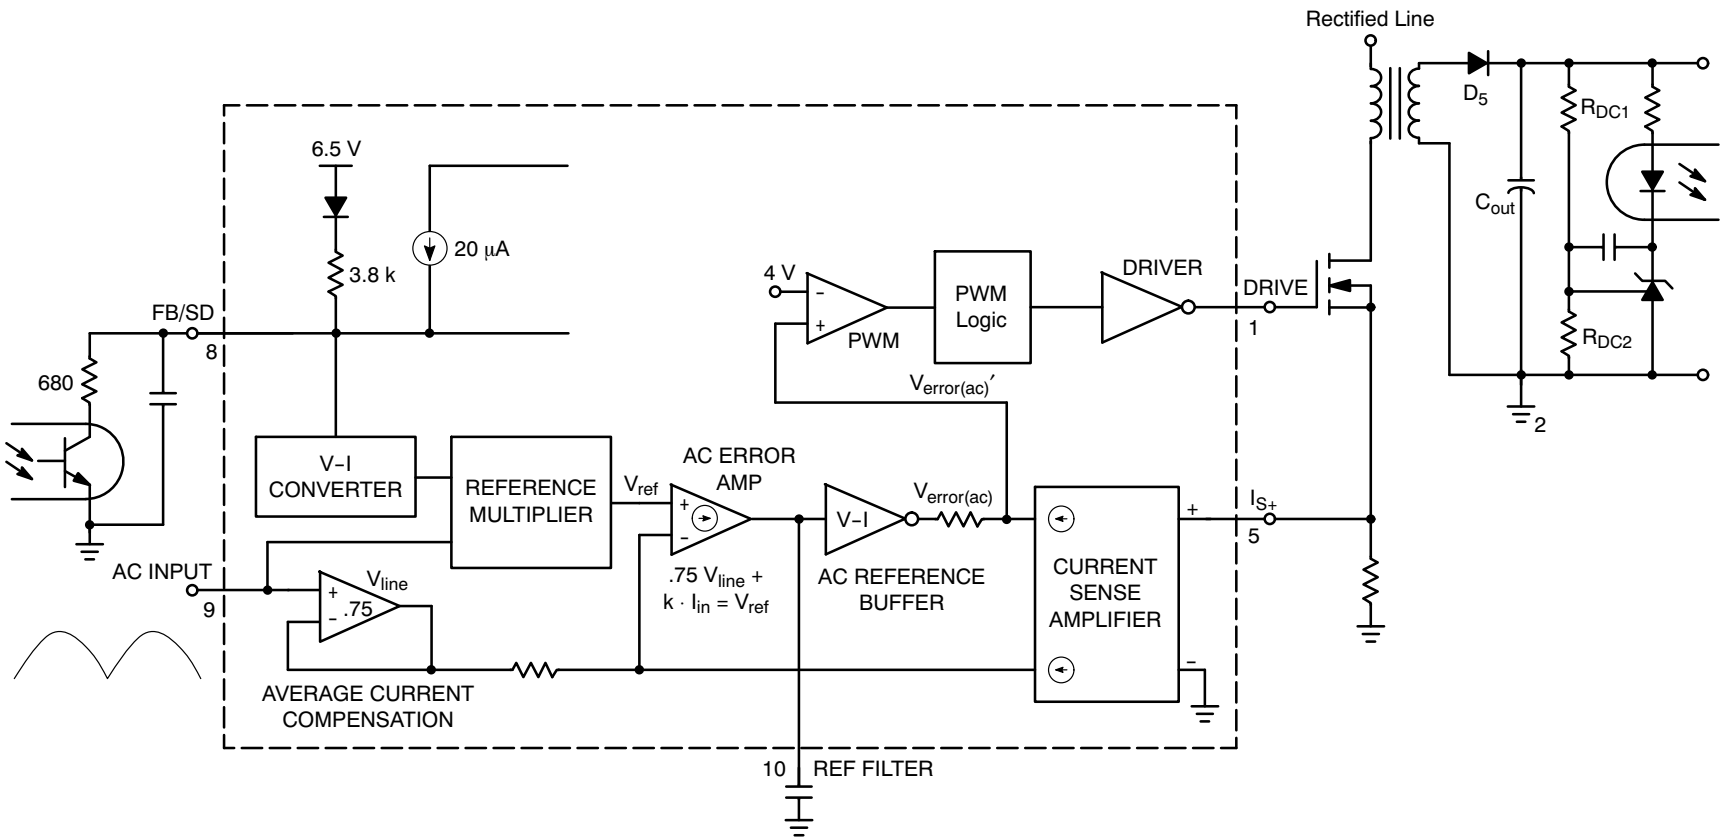 Rectified Line
D5
RDC1
Cout
RDC2
2
6.5 V
3.8 k
20 μA
FB/SD
8
680
4 V
-
+
PWM
PWM
Logic
DRIVER
DRIVE
1
Verror(ac)′
V-I
CONVERTER
REFERENCE
MULTIPLIER
Vref
AC ERROR
AMP
+
-
.75 Vline +
k · Iin = Vref
V-I
Verror(ac)
AC REFERENCE
BUFFER
CURRENT
SENSE
AMPLIFIER
+
-
IS+
5
AC INPUT
9
+
-
.75
Vline
AVERAGE CURRENT
COMPENSATION
10
REF FILTER